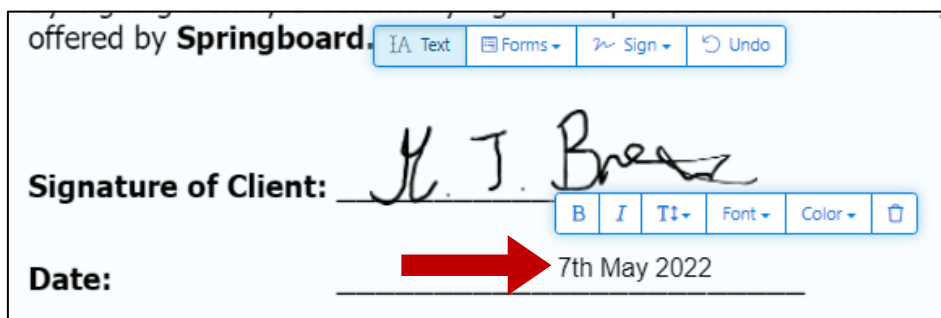 offered by Springboard.
Text Forms Sign Undo
Signature of Client: 
B I T Font Color
7th May 2022
Date: